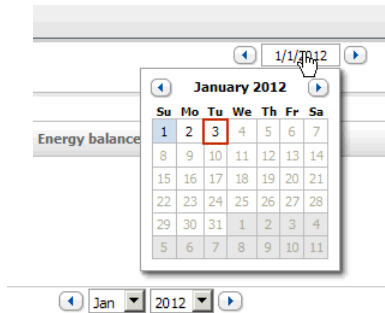 1/1/2012
January 2012
Su Mo Tu We Th Fr Sa
1 2 3 4 5 6 7
Energy balance
8 9 10 11 12 13 14
15 16 17 18 19 20 21
22 23 24 25 26 27 28
29 30 31 1 2 3 4
5 6 7 8 9 10 11
Jan 2012